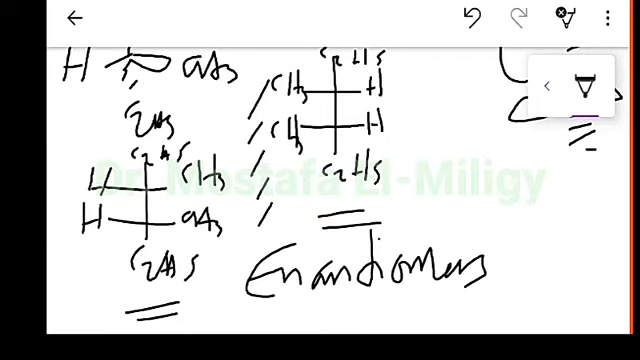 H CH3
C2H5
C2H5
CH3 H
CH3 H
C2H5
C2H5
H CH3
H CH3
C2H5
Enantiomers
Dr. Mostafa El-Miligy